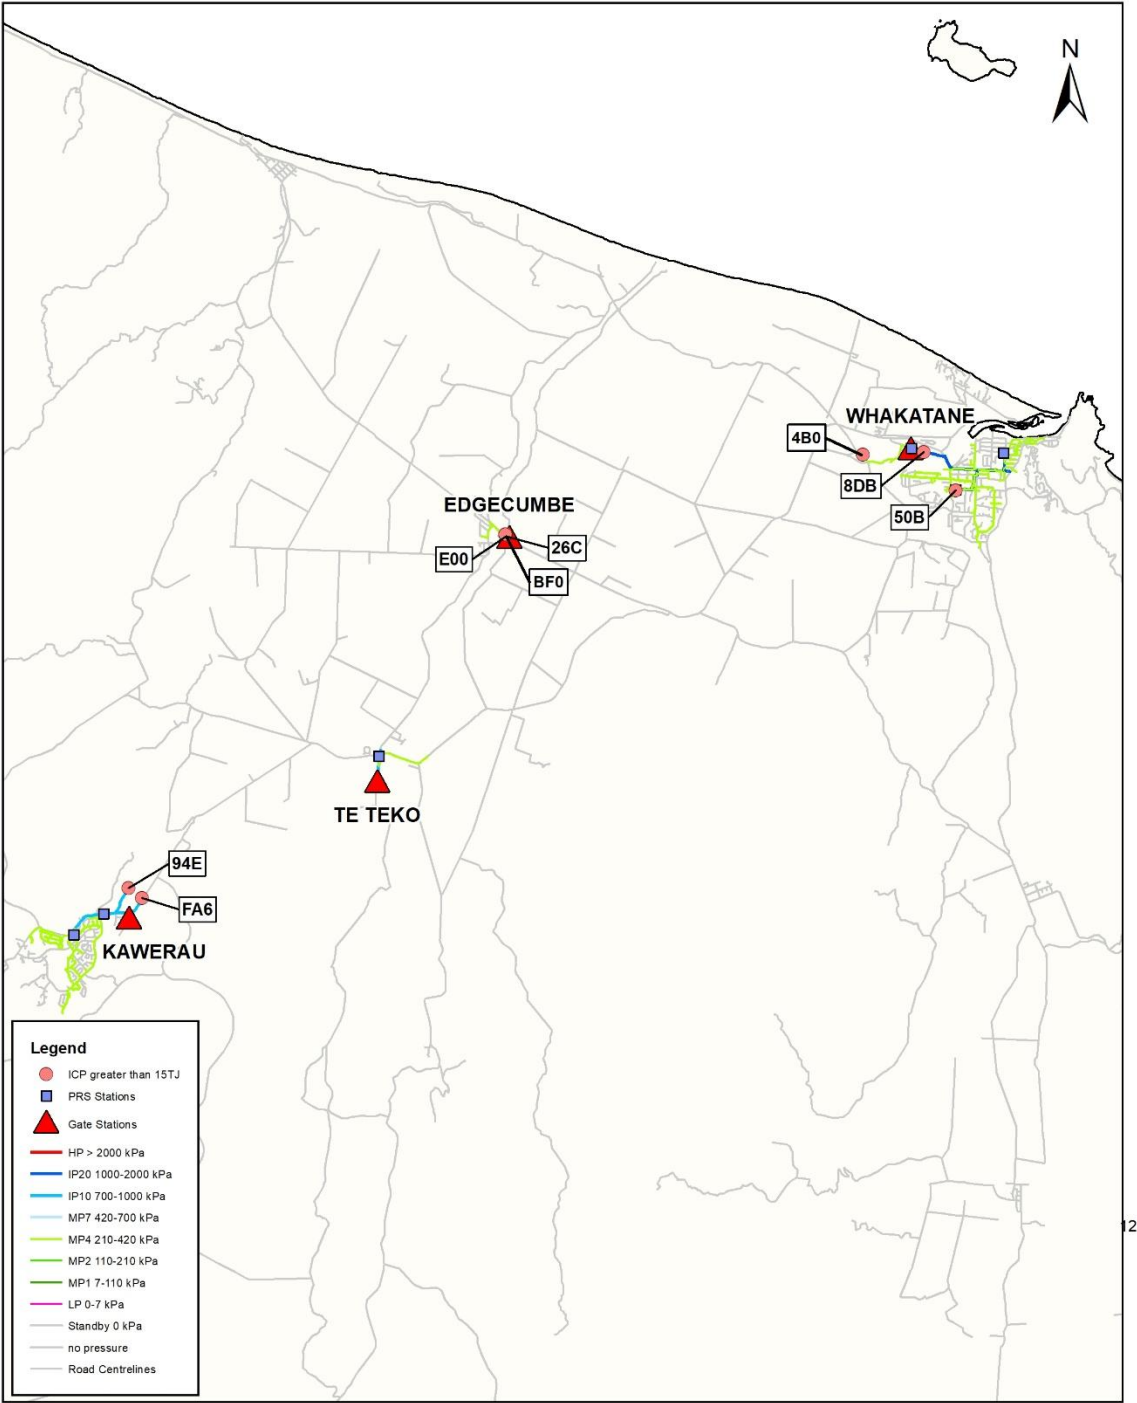 N
WHAKATANE
4B0
8DB
50B
EDGECUMBE
E00
26C
BF0
TE TEKO
94E
FA6
KAWERAU
Legend
ICP greater than 15TJ
PRS Stations
Gate Stations
HP > 2000 kPa
IP20 1000-2000 kPa
IP10 700-1000 kPa
MP7 420-700 kPa
MP4 210-420 kPa
MP2 110-210 kPa
MP1 7-110 kPa
LP 0-7 kPa
Standby 0 kPa
no pressure
Road Centrelines
12